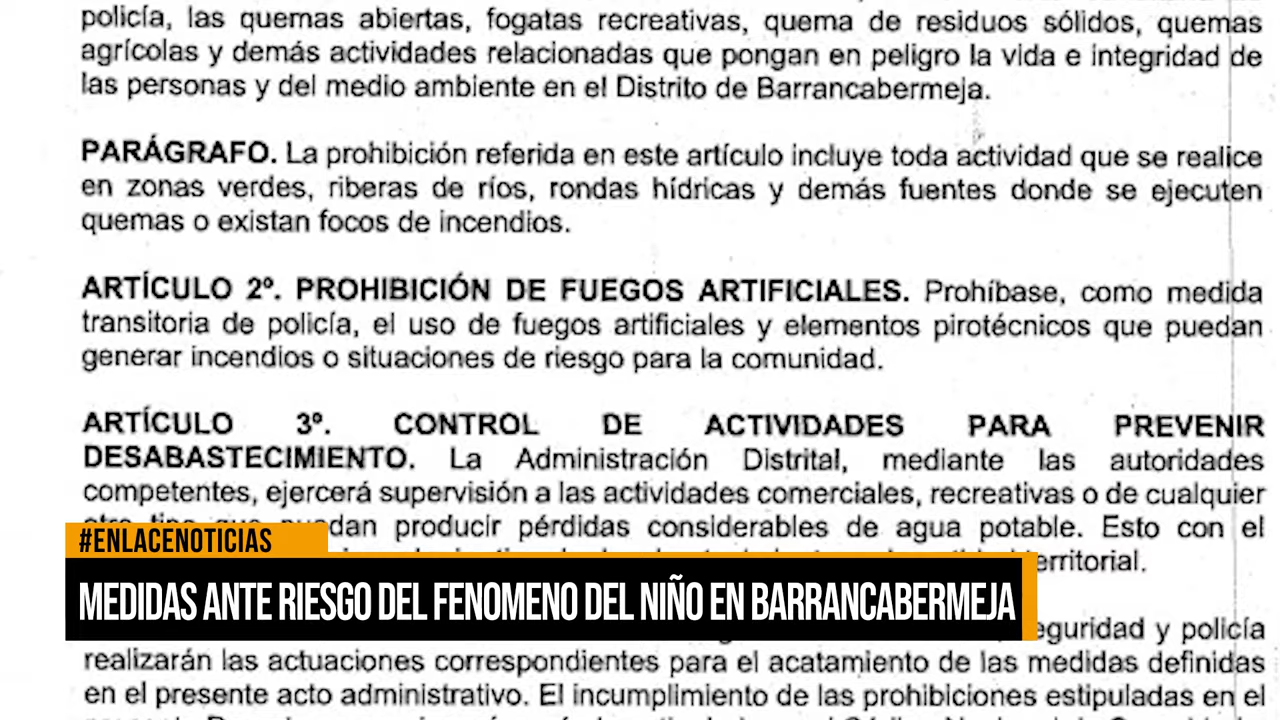 policía, las quemas abiertas, fogatas recreativas, quema de residuos sólidos, quemas
agrícolas y demás actividades relacionadas que pongan en peligro la vida e integridad de
las personas y del medio ambiente en el Distrito de Barrancabermeja.
PARÁGRAFO. La prohibición referida en este artículo incluye toda actividad que se realice
en zonas verdes, riberas de ríos, rondas hídricas y demás fuentes donde se ejecuten
quemas o existan focos de incendios.
ARTÍCULO 2º. PROHIBICIÓN DE FUEGOS ARTIFICIALES. Prohíbase, como medida
transitoria de policía, el uso de fuegos artificiales y elementos pirotécnicos que puedan
generar incendios o situaciones de riesgo para la comunidad.
ARTÍCULO 3º. CONTROL DE ACTIVIDADES PARA PREVENIR
DESABASTECIMIENTO. La Administración Distrital, mediante las autoridades
competentes, ejercerá supervisión a las actividades comerciales, recreativas o de cualquier
puedan producir pérdidas considerables de agua potable. Esto con el
territorial.
#ENLACENOTICIAS
MEDIDAS ANTE RIESGO DEL FENOMENO DEL NIÑO EN BARRANCABERMEJA
eguridad y policía
realizarán las actuaciones correspondientes para el acatamiento de las medidas definidas
en el presente acto administrativo. El incumplimiento de las prohibiciones estipuladas en el